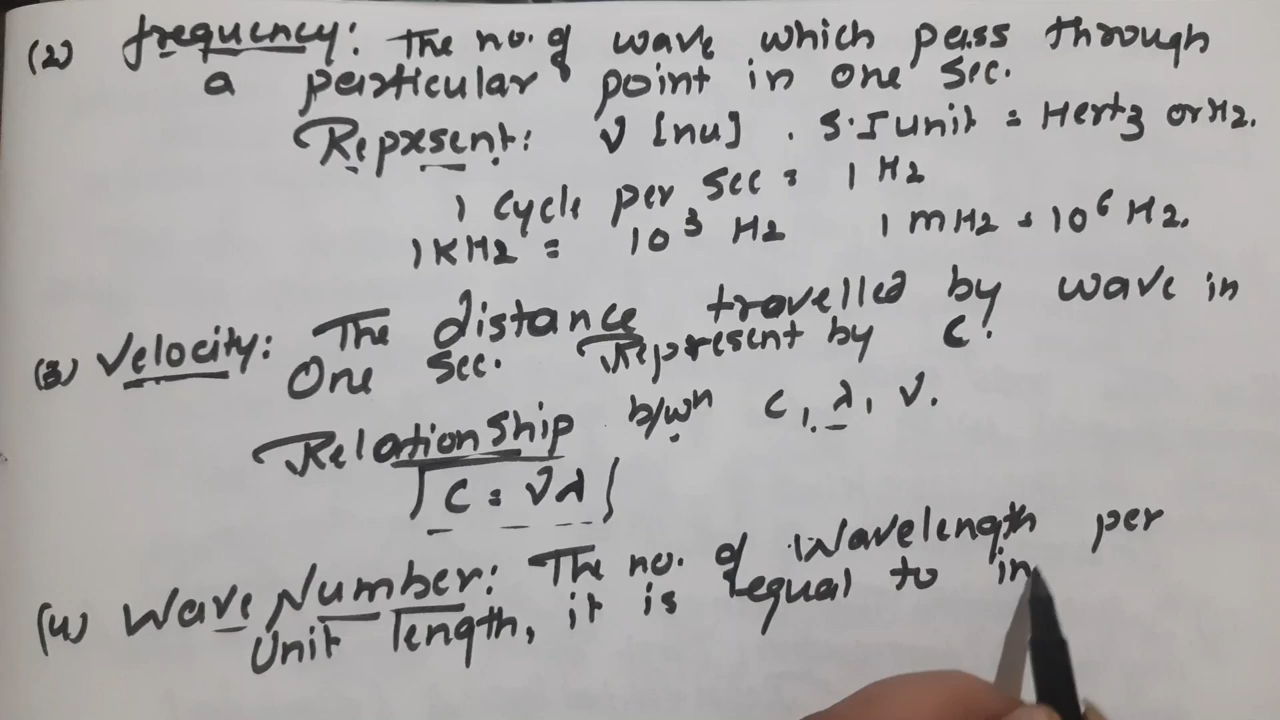 (2) frequency: The no. of wave which pass through
a particular point in one sec.
Represent: ν [nu]. S.I unit = Hertz or Hz.
1 cycle per sec = 1 Hz
1 KHz = 10³ Hz 1 mHz = 10⁶ Hz.
(3) Velocity: The distance travelled by wave in
One sec. Represent by C.
Relationship b/wn C, λ, ν.
C = νλ
(4) Wave Number: The no. of wavelength per
Unit length, it is equal to in